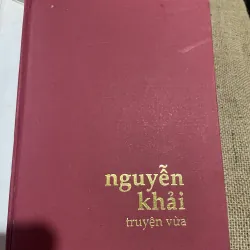 nguyễn
khải
truyện vừa